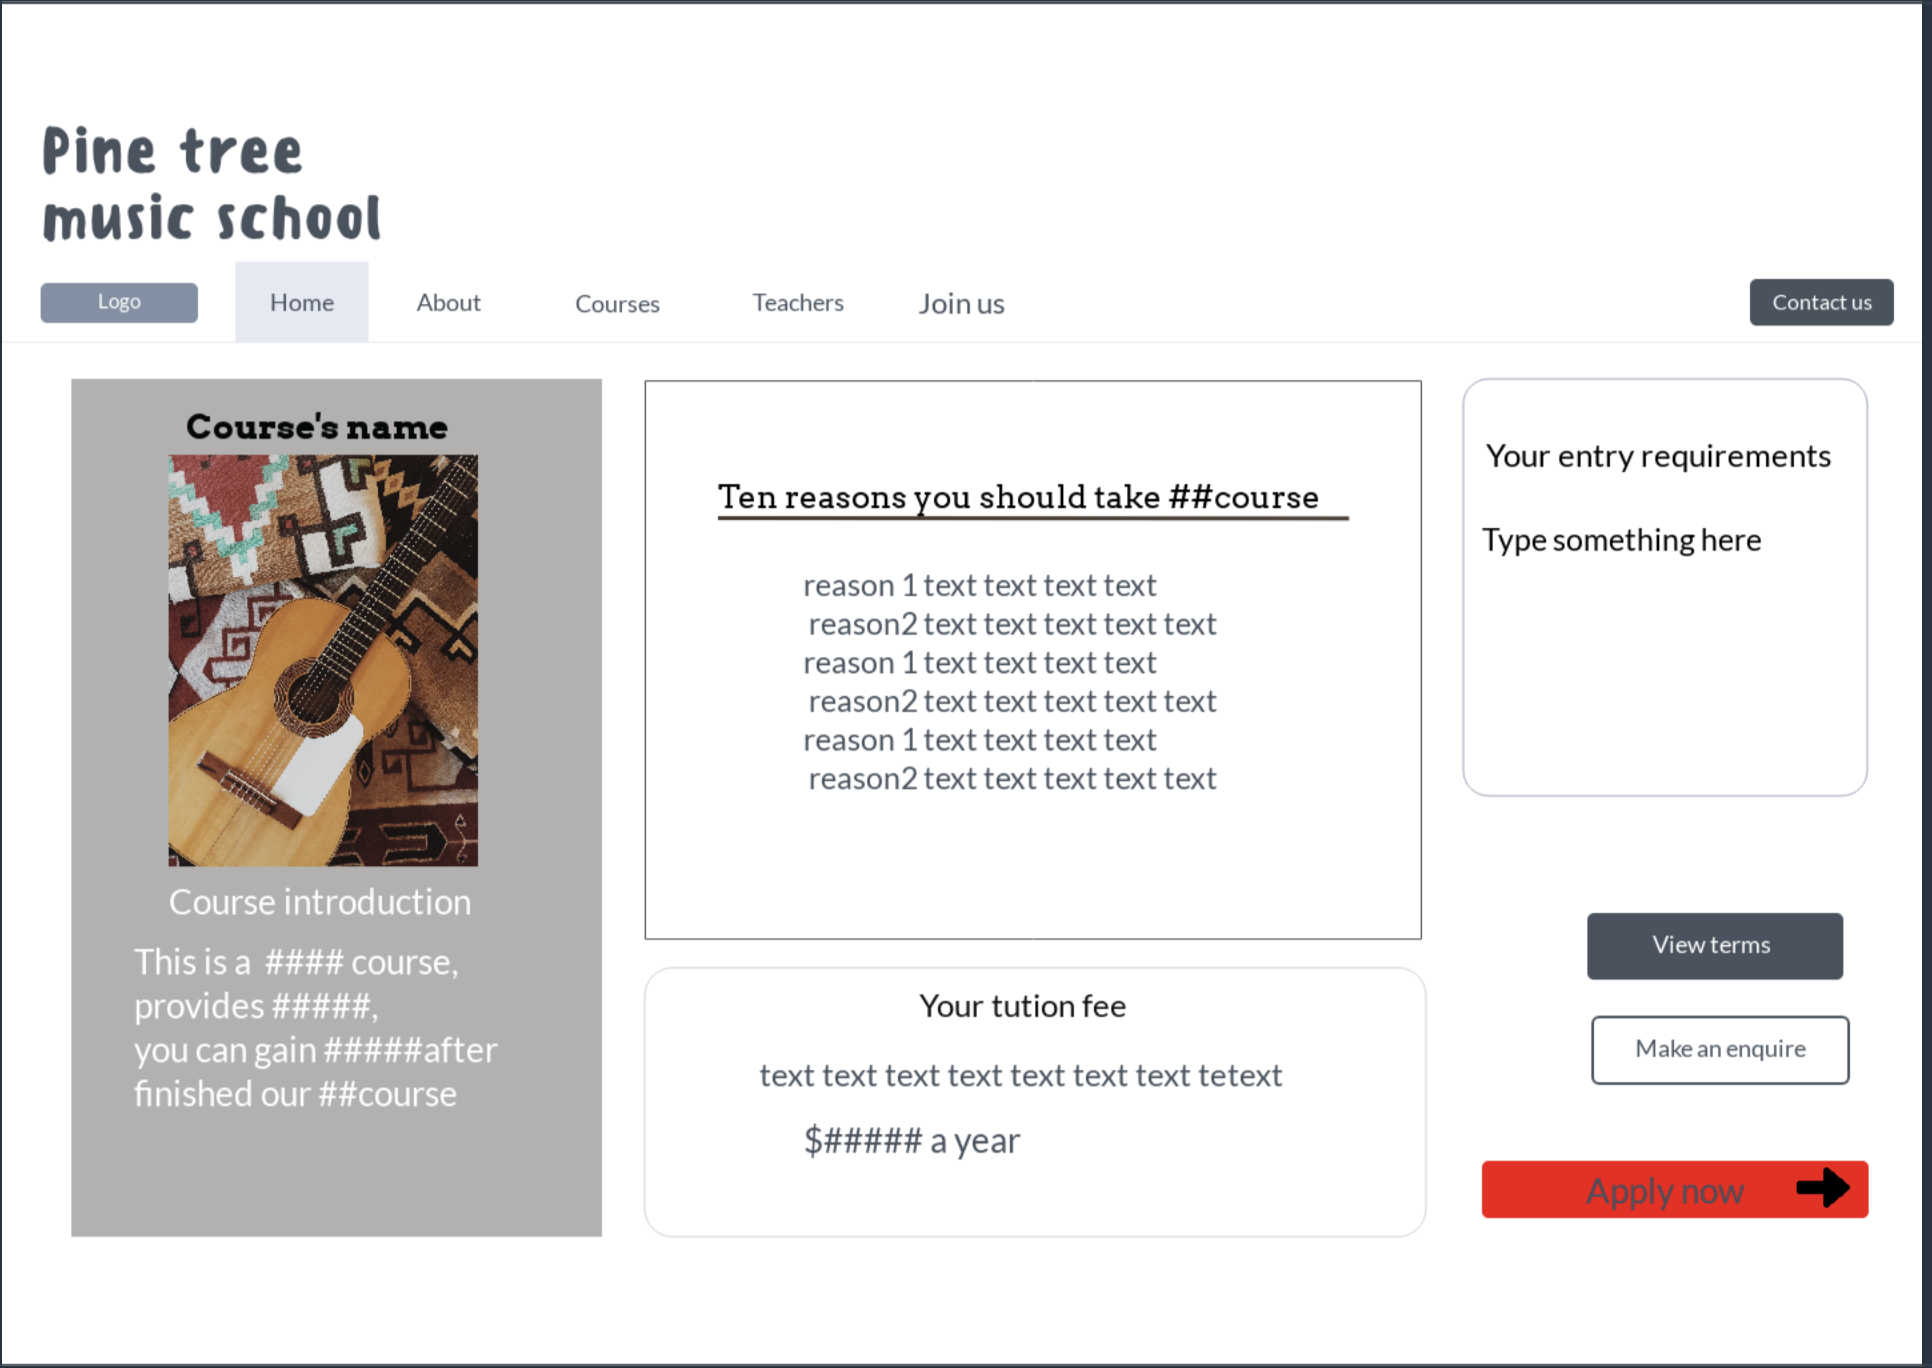 Pine tree
music school
Logo
Home
About
Courses
Teachers
Join us
Contact us
Course's name
Course introduction
This is a #### course,
provides #####,
you can gain #####after
finished our ##course
Ten reasons you should take ##course
reason 1 text text text text
reason2 text text text text text
reason 1 text text text text
reason2 text text text text text
reason 1 text text text text
reason2 text text text text text
Your tution fee
text text text text text text text tetext
$##### a year
Your entry requirements
Type something here
View terms
Make an enquire
Apply now